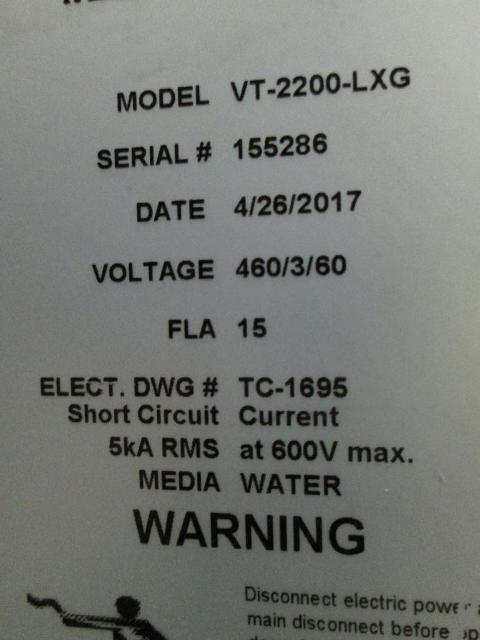 MODEL VT-2200-LXG
SERIAL # 155286
DATE 4/26/2017
VOLTAGE 460/3/60
FLA 15
ELECT. DWG # TC-1695
Short Circuit Current
5kA RMS at 600V max.
MEDIA WATER
WARNING
Disconnect electric power
main disconnect before